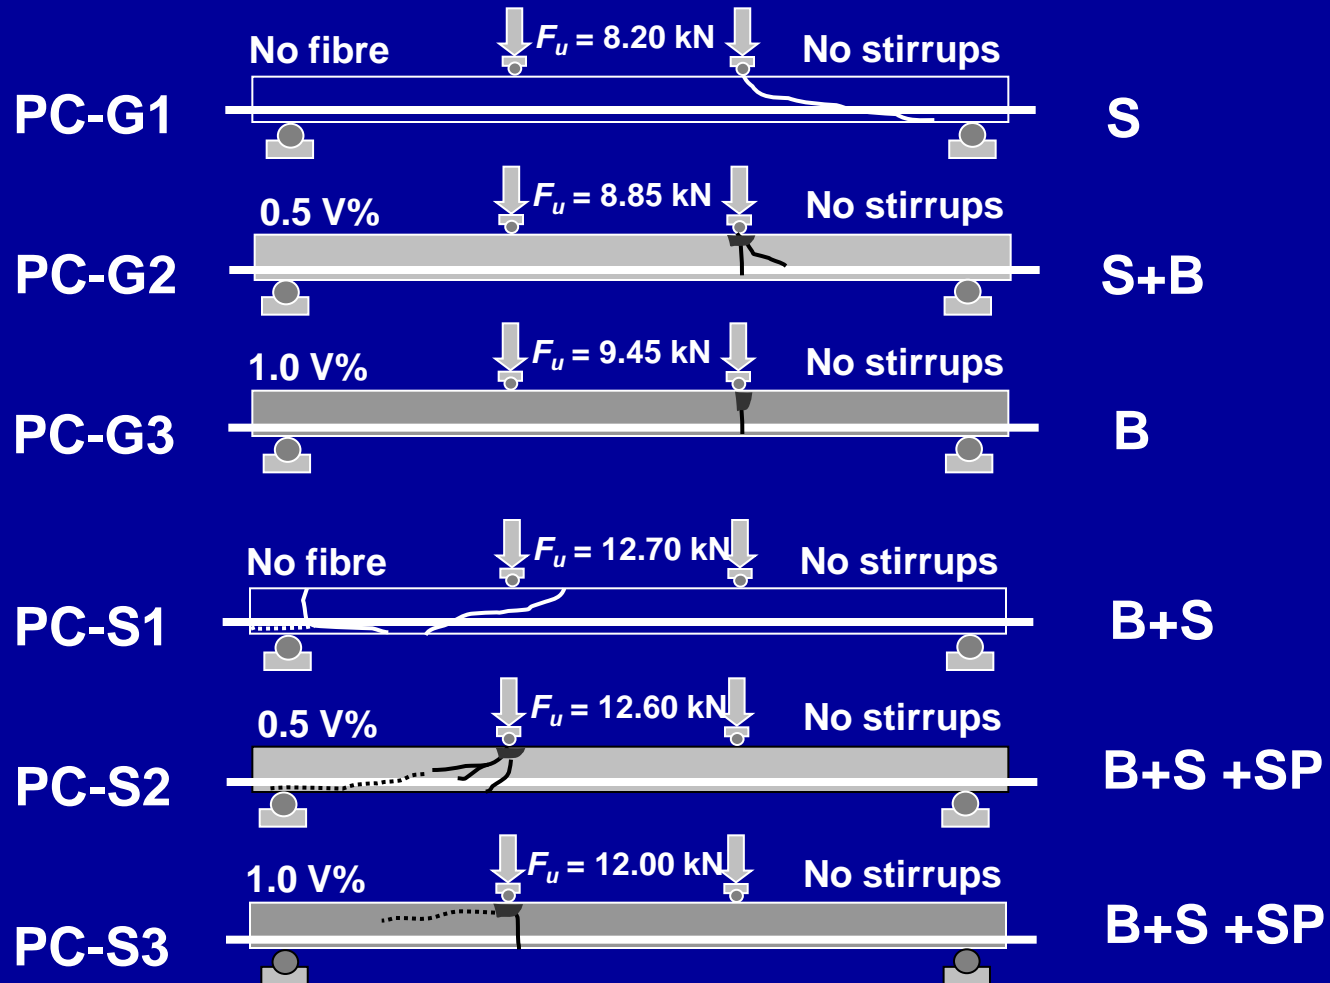 No fibre
Fu = 8.20 kN
No stirrups
PC-G1
S
0.5 V%
Fu = 8.85 kN
No stirrups
PC-G2
S+B
1.0 V%
Fu = 9.45 kN
No stirrups
PC-G3
B
No fibre
Fu = 12.70 kN
No stirrups
PC-S1
B+S
0.5 V%
Fu = 12.60 kN
No stirrups
PC-S2
B+S +SP
1.0 V%
Fu = 12.00 kN
No stirrups
PC-S3
B+S +SP